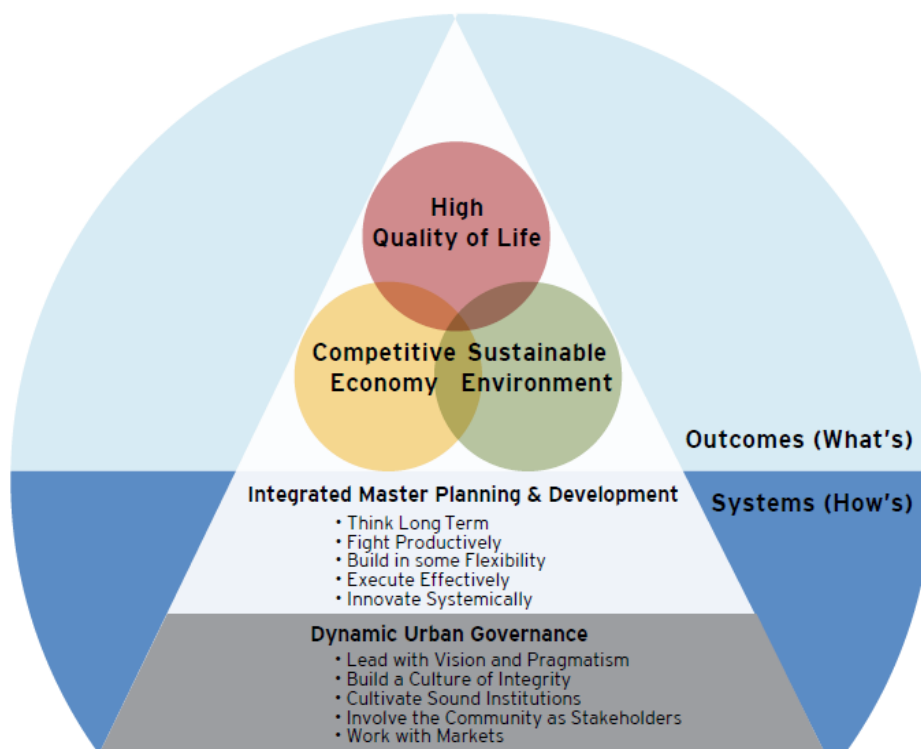 High
Quality of Life
Competitive Sustainable
Economy Environment
Outcomes (What's)
Systems (How's)
Integrated Master Planning & Development
• Think Long Term
• Fight Productively
• Build in some Flexibility
• Execute Effectively
• Innovate Systemically
Dynamic Urban Governance
• Lead with Vision and Pragmatism
• Build a Culture of Integrity
• Cultivate Sound Institutions
• Involve the Community as Stakeholders
• Work with Markets